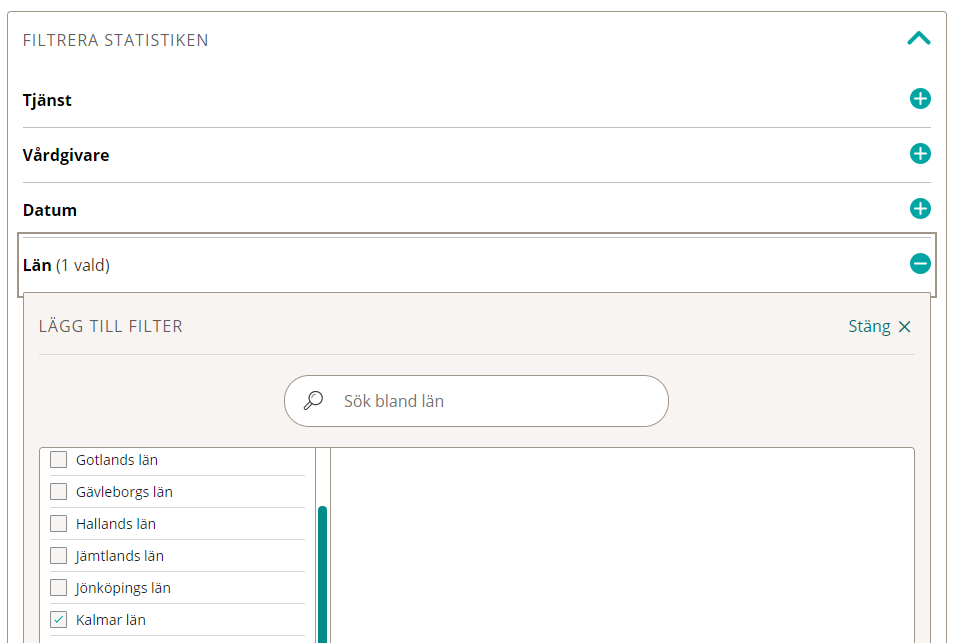 FILTRERA STATISTIKEN
Tjänst
Vårdgivare
Datum
Län (1 vald)
LÄGG TILL FILTER
Stäng
Sök bland län
Gotlands län
Gävleborgs län
Hallands län
Jämtlands län
Jönköpings län
Kalmar län